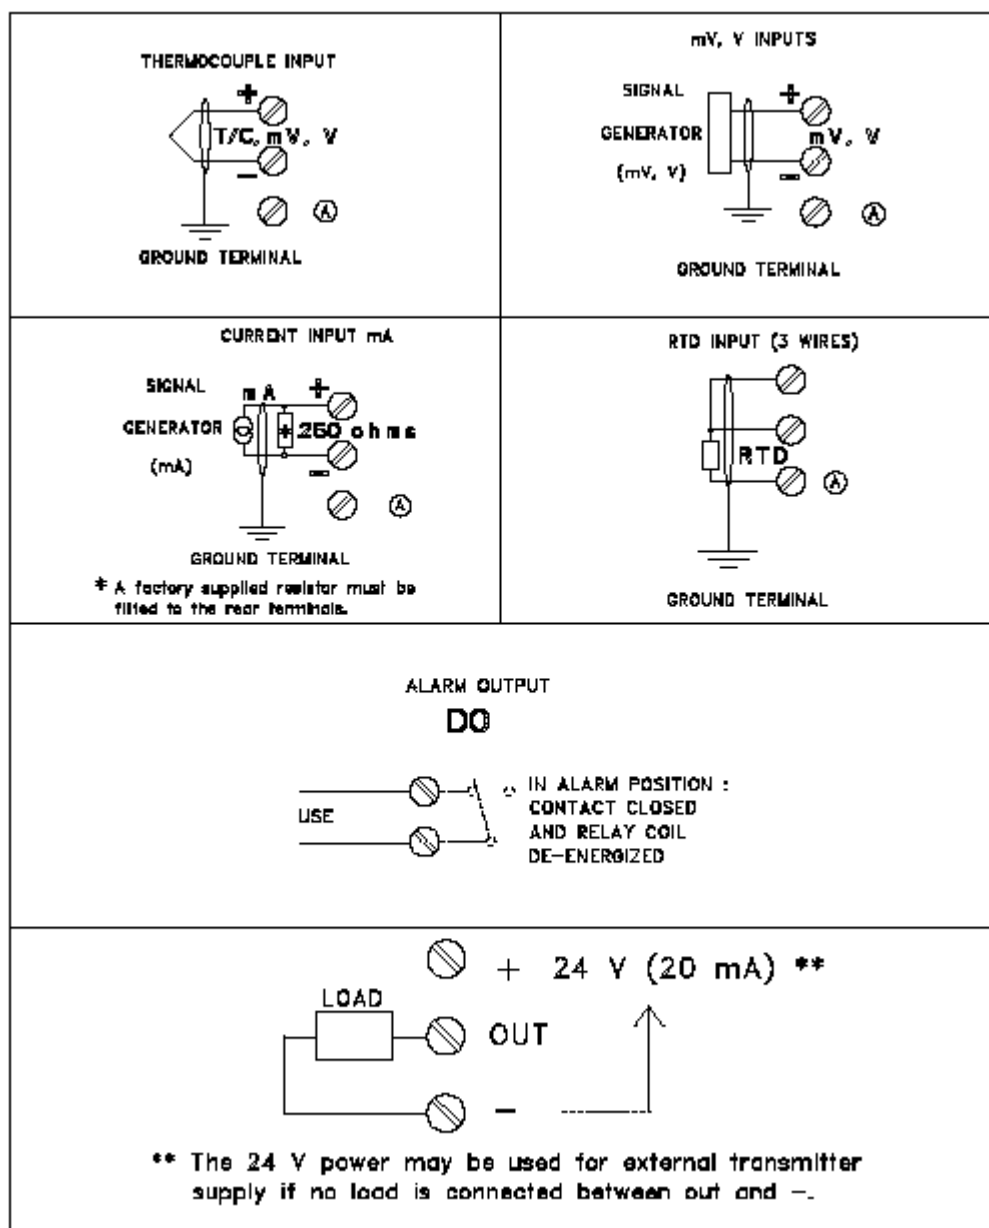 THERMOCOUPLE INPUT
+
T/C, mV, V
−
A
GROUND TERMINAL
mV, V INPUTS
SIGNAL
GENERATOR
(mV, V)
+
mV, V
−
A
GROUND TERMINAL
CURRENT INPUT mA
SIGNAL
GENERATOR
(mA)
mA
+
* 250 ohms
−
A
GROUND TERMINAL
* A factory supplied resistor must be
fitted to the rear terminals.
RTD INPUT (3 WIRES)
RTD
A
GROUND TERMINAL
ALARM OUTPUT
DO
USE
IN ALARM POSITION :
CONTACT CLOSED
AND RELAY COIL
DE-ENERGIZED
+ 24 V (20 mA) **
LOAD
OUT
−
** The 24 V power may be used for external transmitter
supply if no load is connected between out and −.